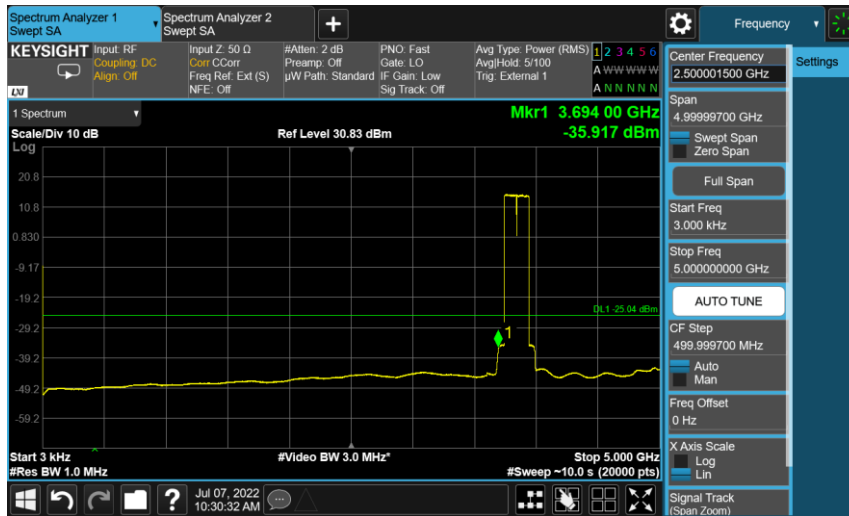 Spectrum Analyzer 1
Swept SA
Spectrum Analyzer 2
Swept SA
+
Frequency
KEYSIGHT
LXI
Input: RF
Coupling: DC
Align: Off
Input Z: 50 Ω
Corr CCorr
Freq Ref: Ext (S)
NFE: Off
#Atten: 2 dB
Preamp: Off
µW Path: Standard
PNO: Fast
Gate: LO
IF Gain: Low
Sig Track: Off
Avg Type: Power (RMS)
Avg|Hold: 5/100
Trig: External 1
1 2 3 4 5 6
A W W W W W
A N N N N N
1 Spectrum
Scale/Div 10 dB
Log
Ref Level 30.83 dBm
Mkr1 3.694 00 GHz
-35.917 dBm
20.8
10.8
0.830
-9.17
-19.2
-29.2
-39.2
-49.2
-59.2
DL1 -25.04 dBm
1
Start 3 kHz
#Res BW 1.0 MHz
#Video BW 3.0 MHz*
Stop 5.000 GHz
#Sweep ~10.0 s (20000 pts)
?
Jul 07, 2022
10:30:32 AM
Center Frequency
2.500001500 GHz
Settings
Span
4.99999700 GHz
Swept Span
Zero Span
Full Span
Start Freq
3.000 kHz
Stop Freq
5.000000000 GHz
AUTO TUNE
CF Step
499.999700 MHz
Auto
Man
Freq Offset
0 Hz
X Axis Scale
Log
Lin
Signal Track
(Span Zoom)